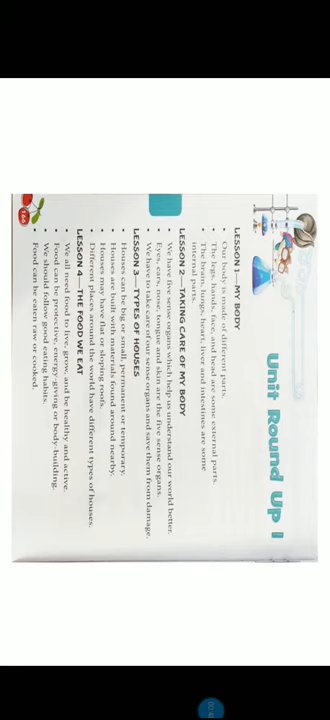 Unit Round Up 1
LESSON 1—MY BODY
• Our body is made of different parts.
• The legs, hands, face, and head are some external parts.
• The brain, lungs, heart, liver and intestines are some
internal parts.
LESSON 2—TAKING CARE OF MY BODY
• We have five sense organs which help us understand our world better.
• Eyes, ears, nose, tongue and skin are the five sense organs.
• We have to take care of our sense organs and save them from damage.
LESSON 3—TYPES OF HOUSES
• Houses can be big or small, permanent or temporary.
• Houses are built with materials found around nearby.
• Houses may have flat or sloping roofs.
• Different places around the world have different types of houses.
LESSON 4—THE FOOD WE EAT
• We all need food to live, grow, and be healthy and active.
• Food can be protective, energy-giving or body-building.
• We should follow good eating habits.
• Food can be eaten raw or cooked.
166